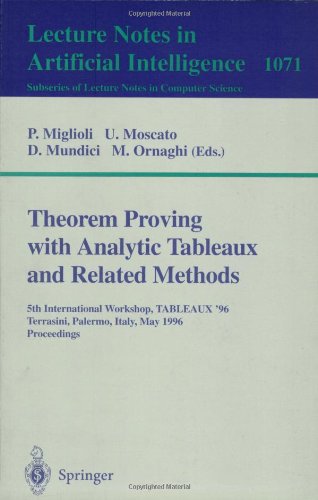 Lecture Notes in
Artificial Intelligence 1071
Subseries of Lecture Notes in Computer Science
P. Miglioli U. Moscato
D. Mundici M. Ornaghi (Eds.)
Theorem Proving
with Analytic Tableaux
and Related Methods
5th International Workshop, TABLEAUX '96
Terrasini, Palermo, Italy, May 1996
Proceedings
Springer